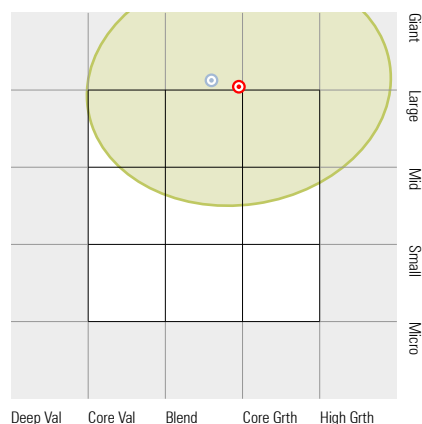 Giant
Large
Mid
Small
Micro
Deep Val Core Val Blend Core Grth High Grth